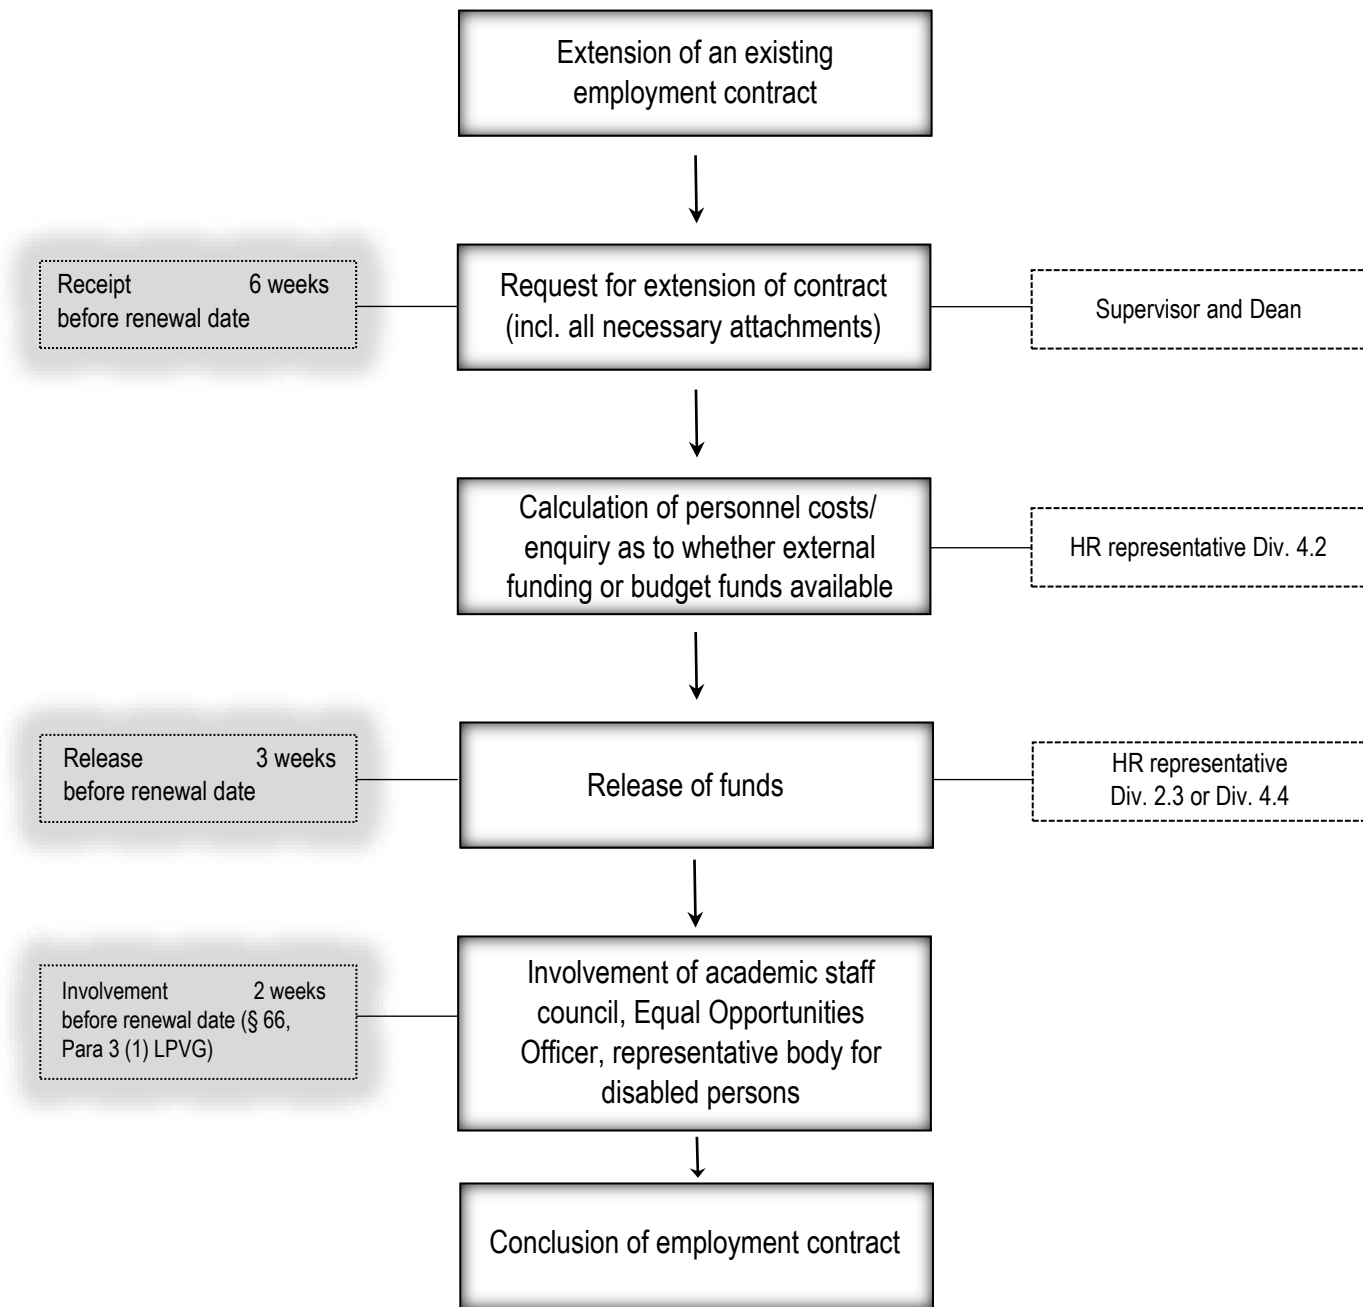 Extension of an existing
employment contract
Receipt 6 weeks
before renewal date
Request for extension of contract
(incl. all necessary attachments)
Supervisor and Dean
Calculation of personnel costs/
enquiry as to whether external
funding or budget funds available
HR representative Div. 4.2
Release 3 weeks
before renewal date
Release of funds
HR representative
Div. 2.3 or Div. 4.4
Involvement 2 weeks
before renewal date (§ 66,
Para 3 (1) LPVG)
Involvement of academic staff
council, Equal Opportunities
Officer, representative body for
disabled persons
Conclusion of employment contract